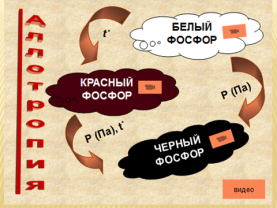 Аллотропия
t°
БЕЛЫЙ
ФОСФОР
КРАСНЫЙ
ФОСФОР
P (Па)
P (Па), t°
ЧЕРНЫЙ
ФОСФОР
видео